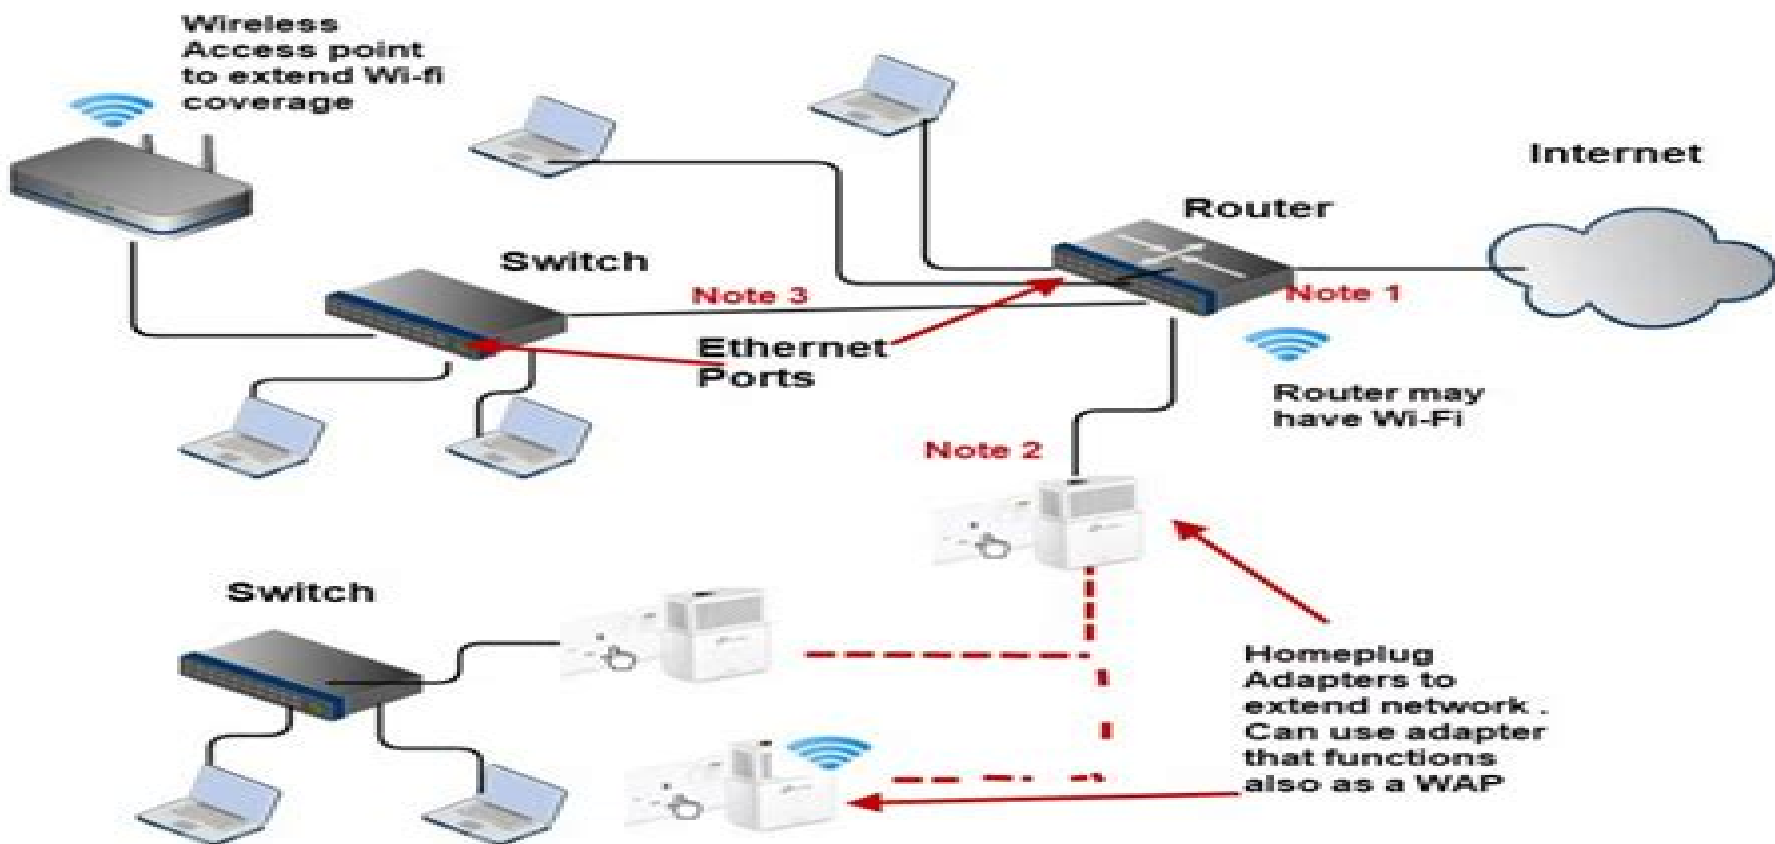 Wireless
Access point
to extend Wi-fi
coverage
Internet
Router
Switch
Note 3
Note 1
Ethernet
Ports
Router may
have Wi-Fi
Note 2
Switch
Homeplug
Adapters to
extend network .
Can use adapter
that functions
also as a WAP